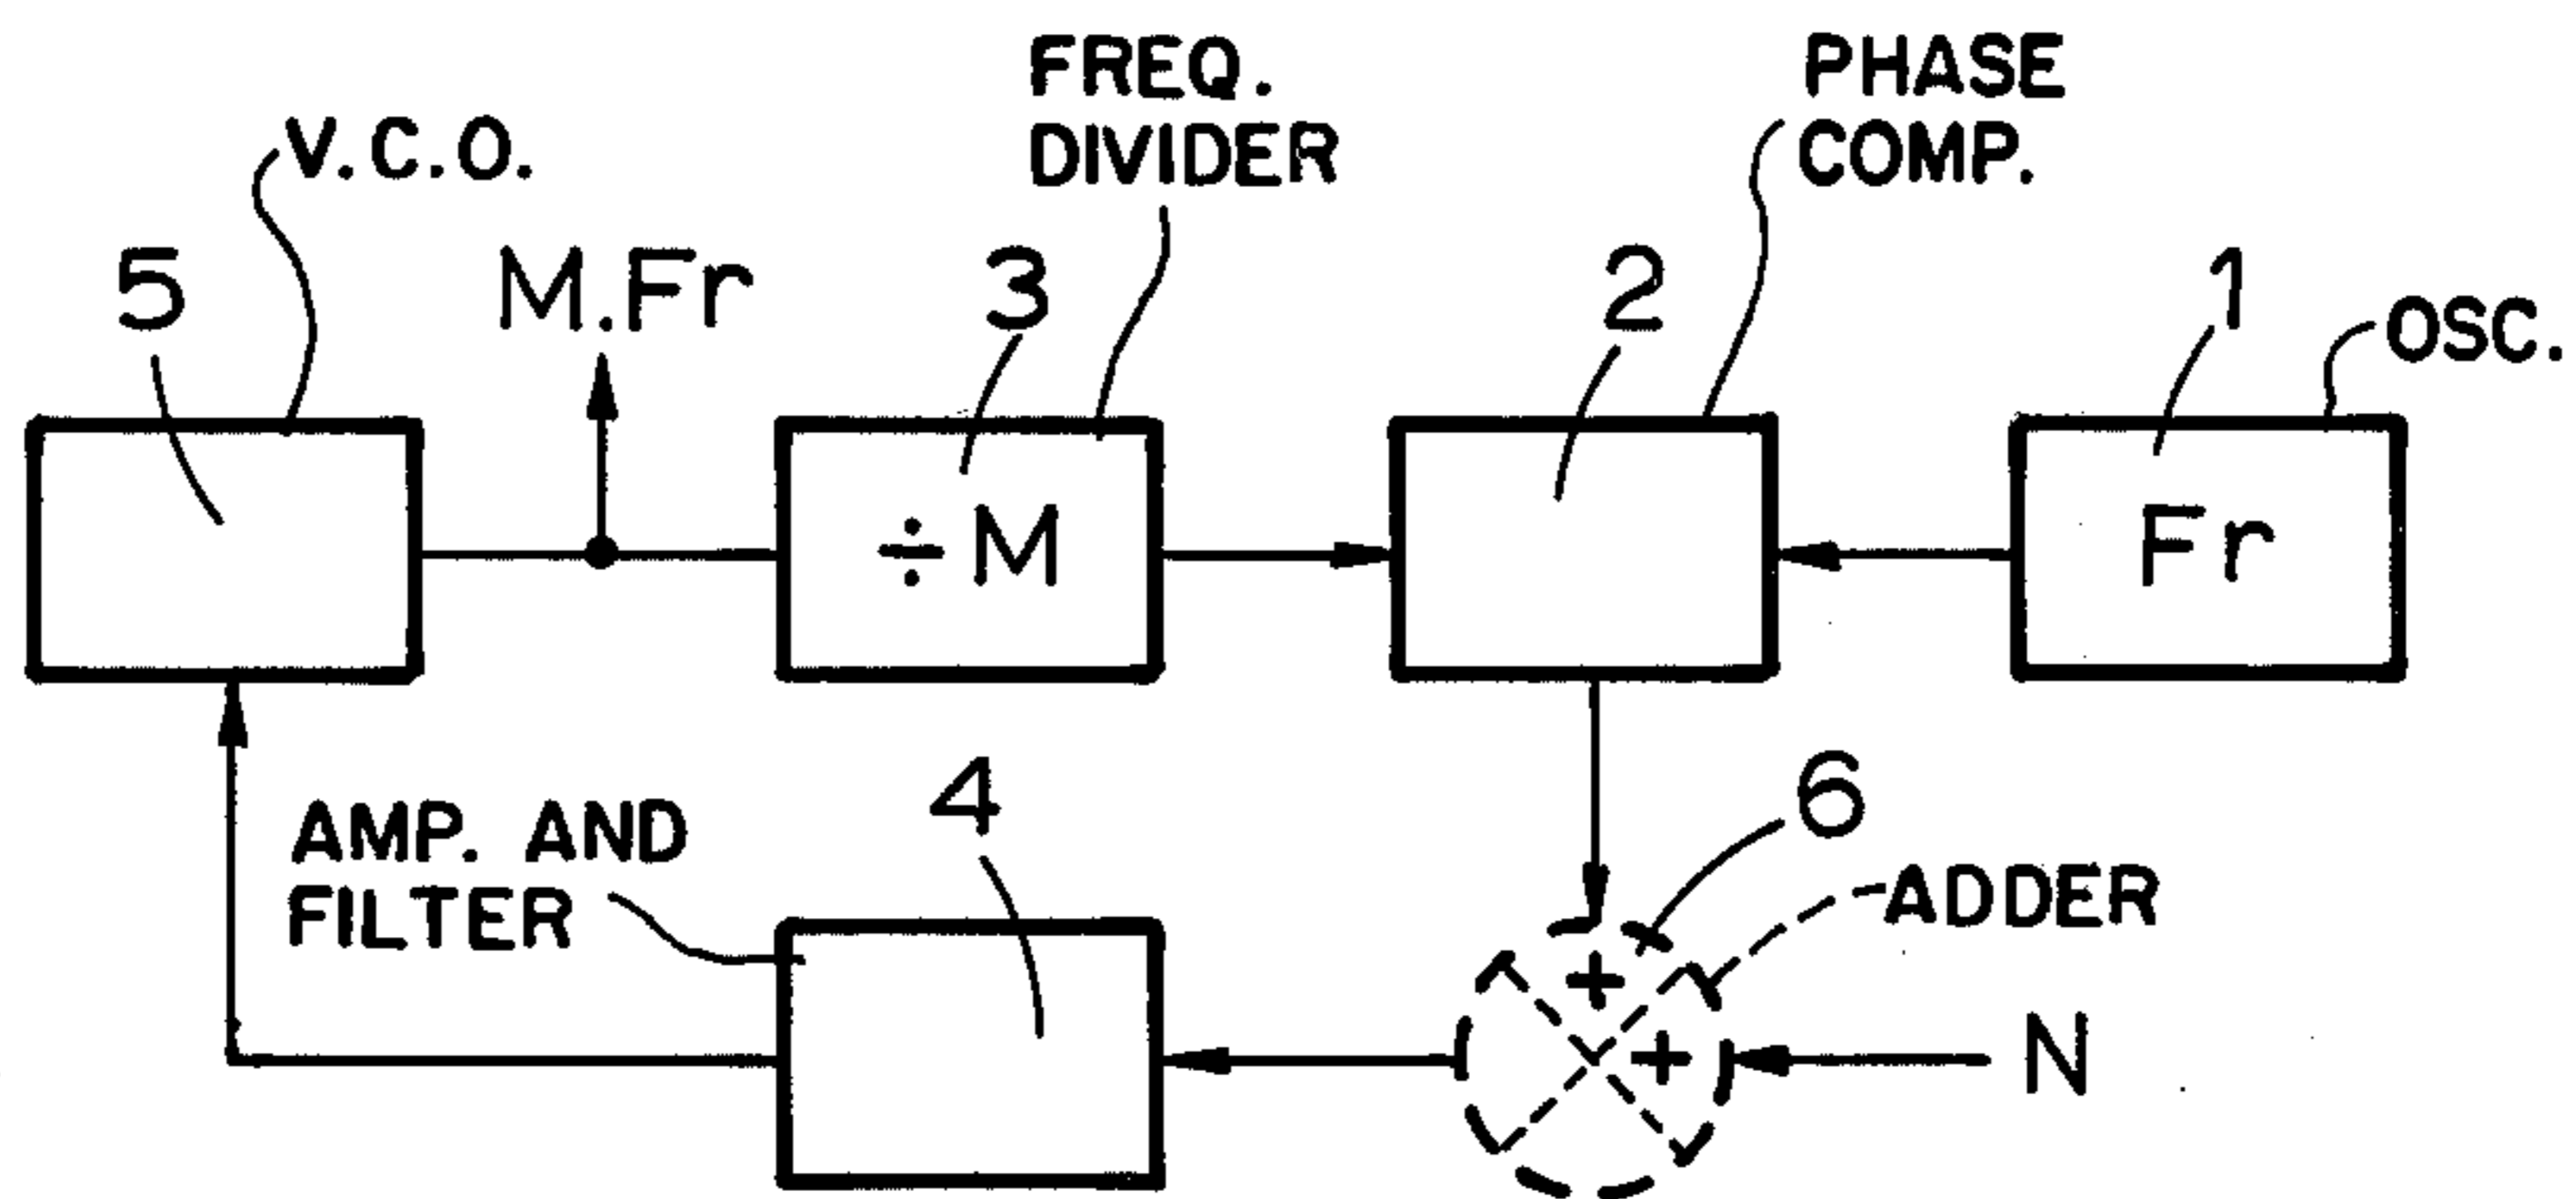 FREQ.
DIVIDER
PHASE
COMP.
V.C.O.
5
M.Fr
3
2
1
OSC.
÷M
Fr
AMP. AND
FILTER
4
6
ADDER
+
+
N